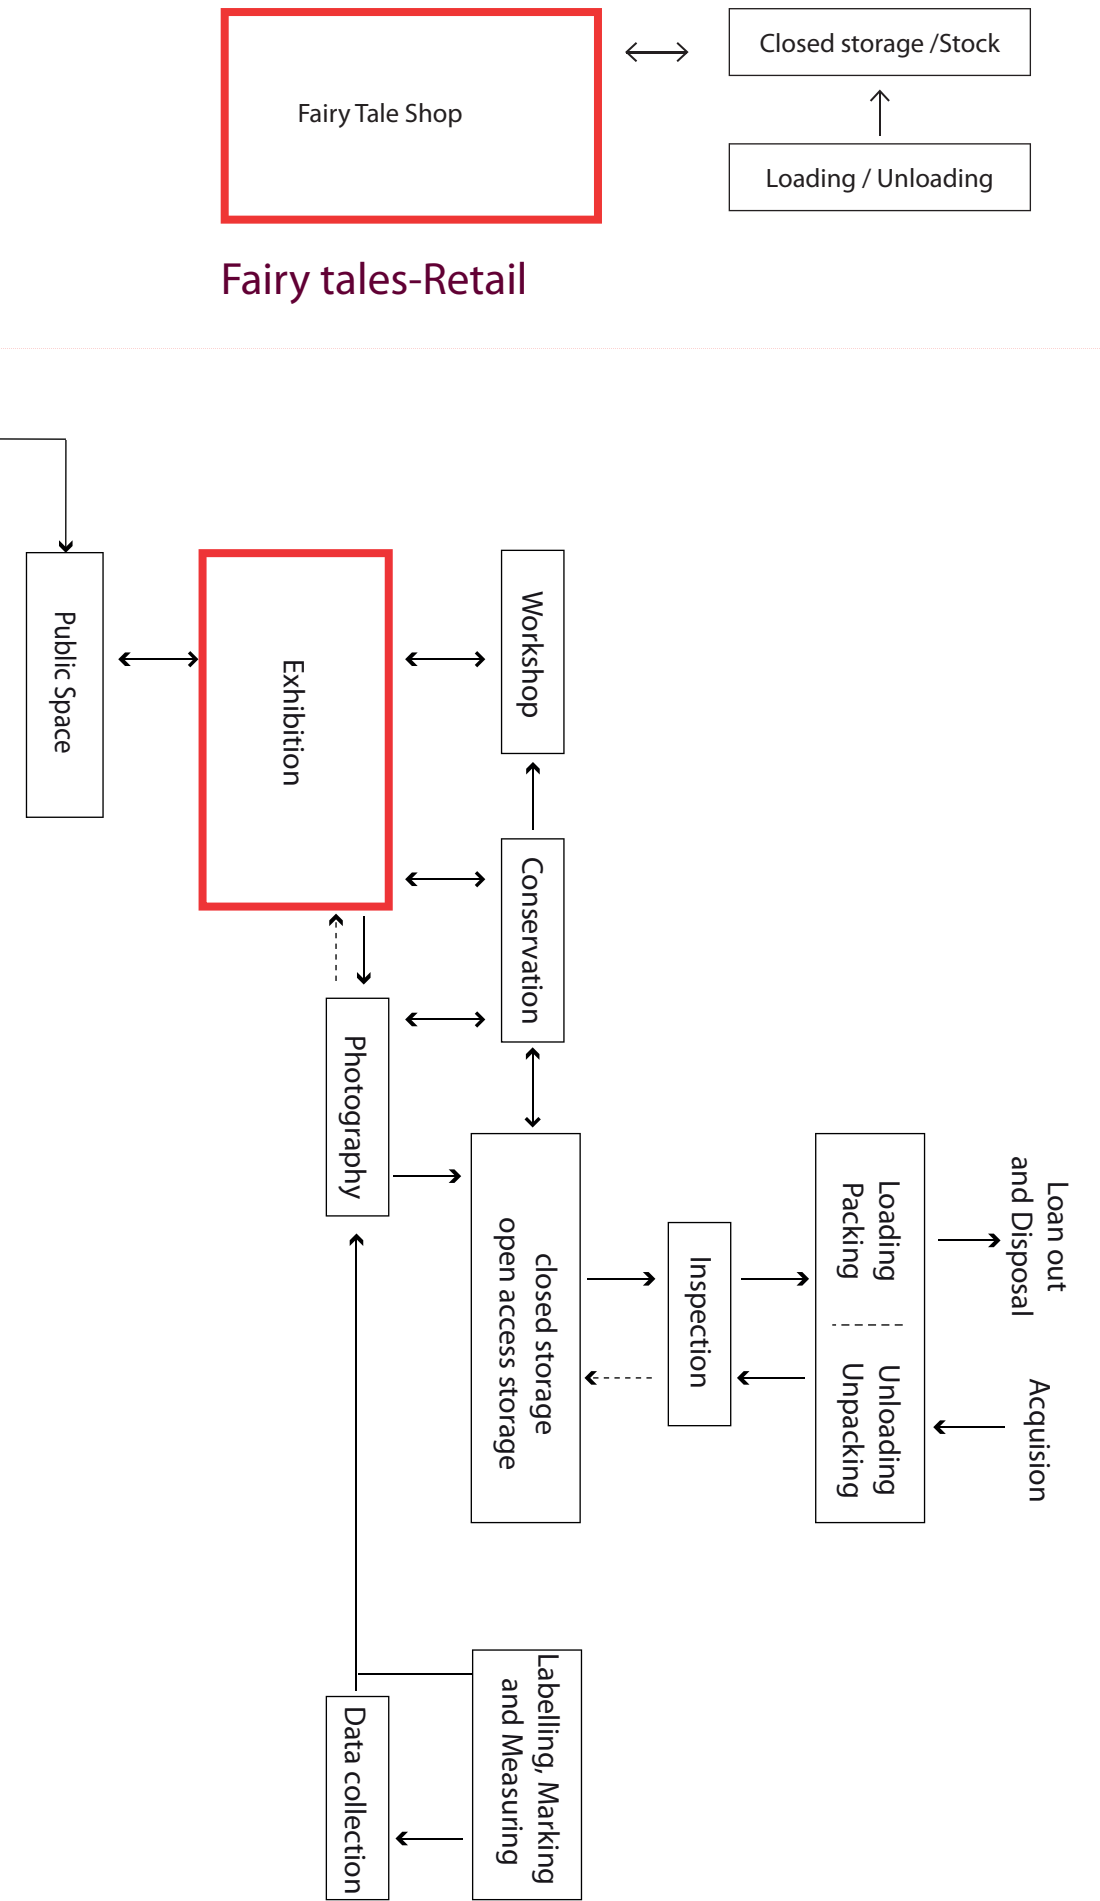 Fairy Tale Shop
Closed storage /Stock
Loading / Unloading
Fairy tales-Retail
Public Space
Exhibition
Workshop
Conservation
Photography
closed storage
open access storage
Inspection
Loading
Packing
Unloading
Unpacking
Loan out
and Disposal
Acquision
Labelling, Marking
and Measuring
Data collection